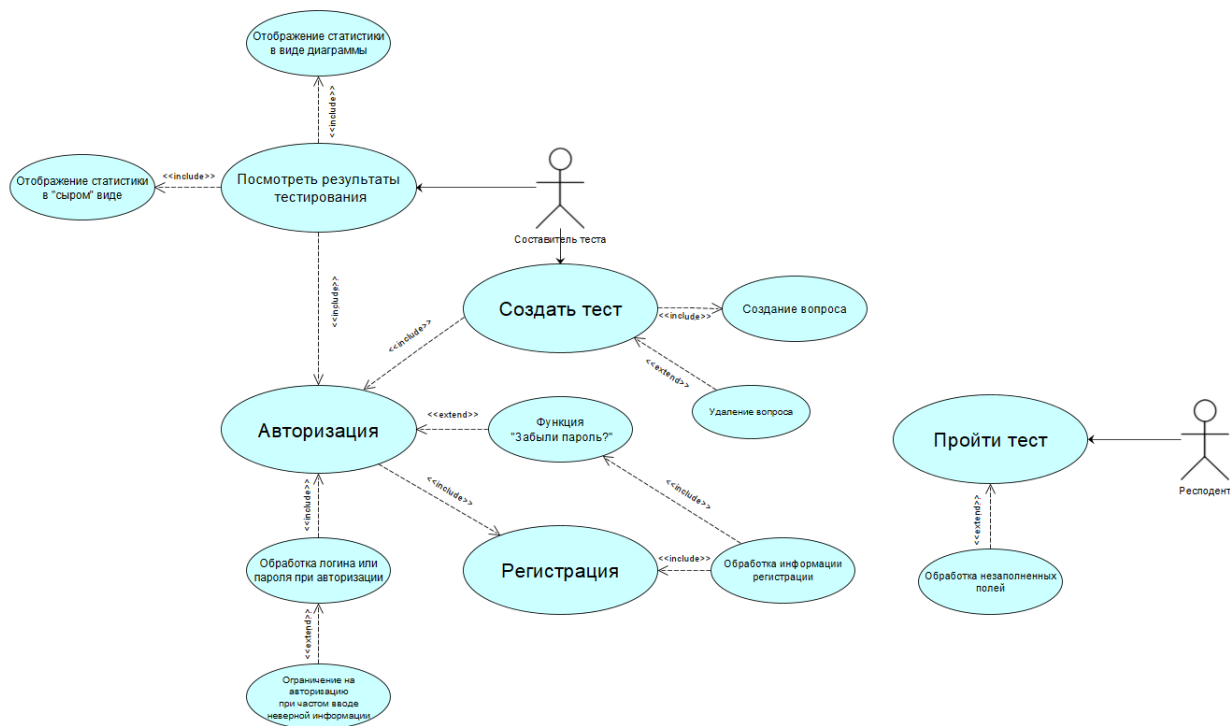 Отображение статистики
в виде диаграммы
<<include>>
Отображение статистики
в "сыром" виде
<<include>>
Посмотреть результаты
тестирования
Составитель теста
<<include>>
Создать тест
<<include>>
Создание вопроса
<<include>>
<<extend>>
Удаление вопроса
Авторизация
<<extend>>
Функция
"Забыли пароль?"
Пройти тест
Респодент
<<include>>
<<include>>
<<include>>
<<extend>>
Обработка логина или
пароля при авторизации
Регистрация
<<include>>
Обработка информации
регистрации
Обработка незаполненных
полей
<<extend>>
Ограничение на
авторизацию
при частом вводе
неверной информации